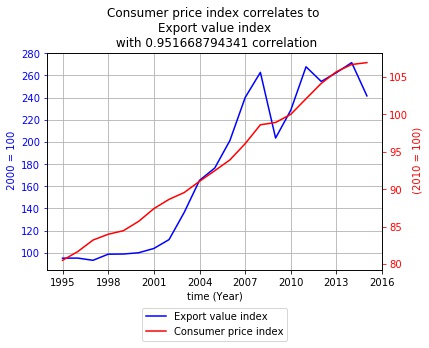 Consumer price index correlates to
Export value index
with 0.951668794341 correlation
280
260
240
220
200
180
160
140
120
100
2000 = 100
105
100
95
90
85
80
(2010 = 100)
1995 1998 2001 2004 2007 2010 2013 2016
time (Year)
Export value index
Consumer price index